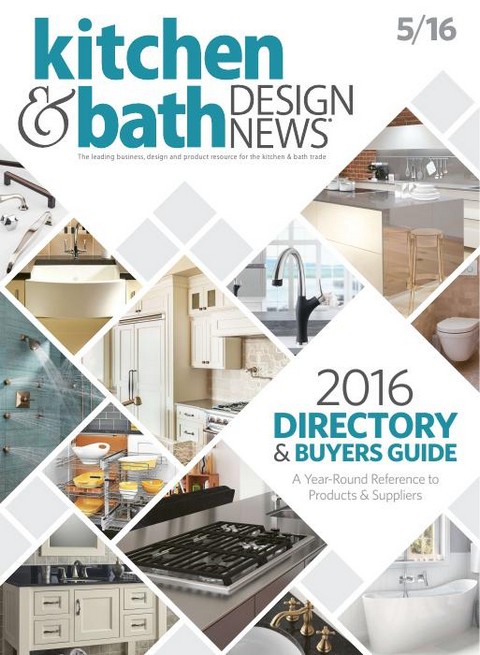 5/16
kitchen
& bath DESIGN
NEWS
The leading business, design and product resource for the kitchen & bath trade
2016
DIRECTORY
& BUYERS GUIDE
A Year-Round Reference to
Products & Suppliers